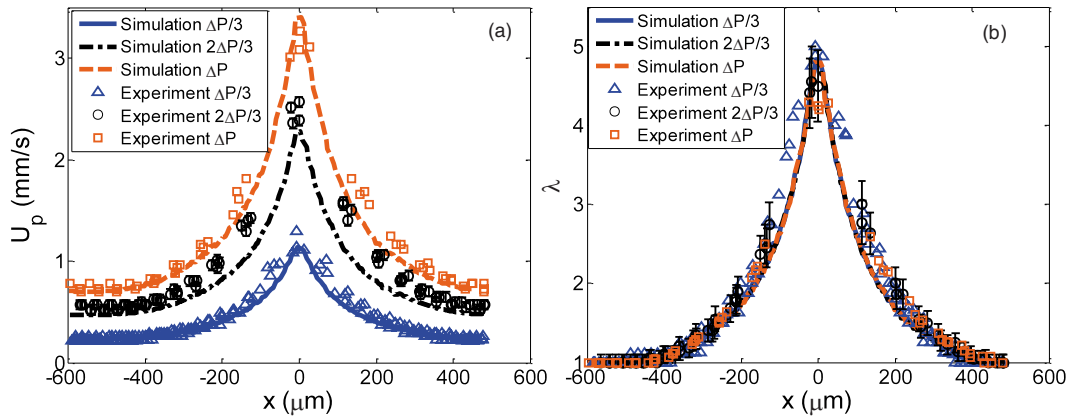 Simulation ΔP/3
Simulation 2ΔP/3
Simulation ΔP
Experiment ΔP/3
Experiment 2ΔP/3
Experiment ΔP
(a)
3
2
1
0
U_p (mm/s)
-600 -400 -200 0 200 400 600
x (μm)
Simulation ΔP/3
Simulation 2ΔP/3
Simulation ΔP
Experiment ΔP/3
Experiment 2ΔP/3
Experiment ΔP
(b)
5
4
3
2
1
λ
-600 -400 -200 0 200 400 600
x (μm)